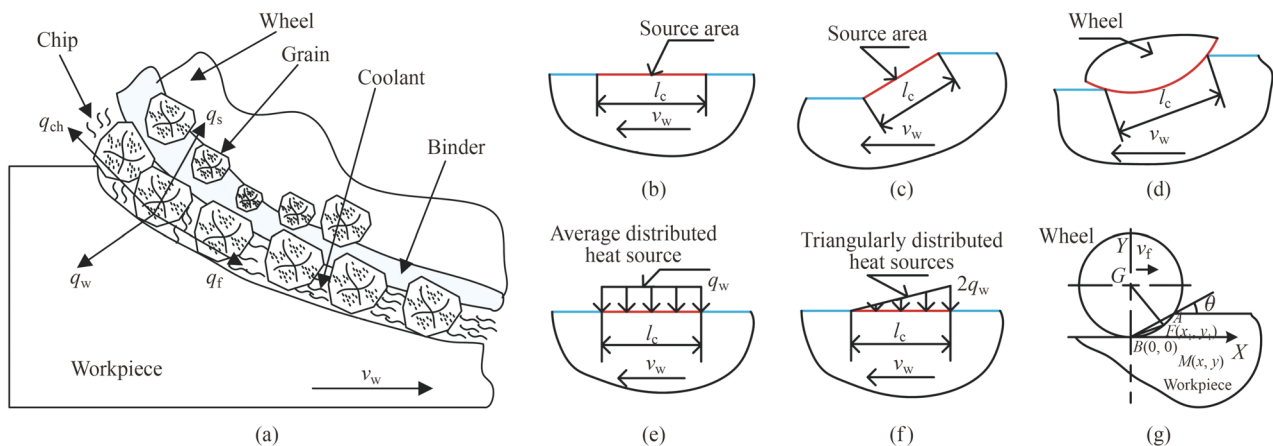 Chip
Wheel
Grain
Coolant
Binder
q_ch
q_s
q_w
q_f
Workpiece
v_w
(a)
Source area
l_c
v_w
(b)
Source area
l_c
v_w
(c)
Wheel
l_c
v_w
(d)
Average distributed
heat source
q_w
l_c
v_w
(e)
Triangularly distributed
heat sources
2q_w
l_c
v_w
(f)
Wheel
Y
v_f
G
θ
A
F(x_i, y_i)
B(0, 0)
X
M(x, y)
Workpiece
(g)